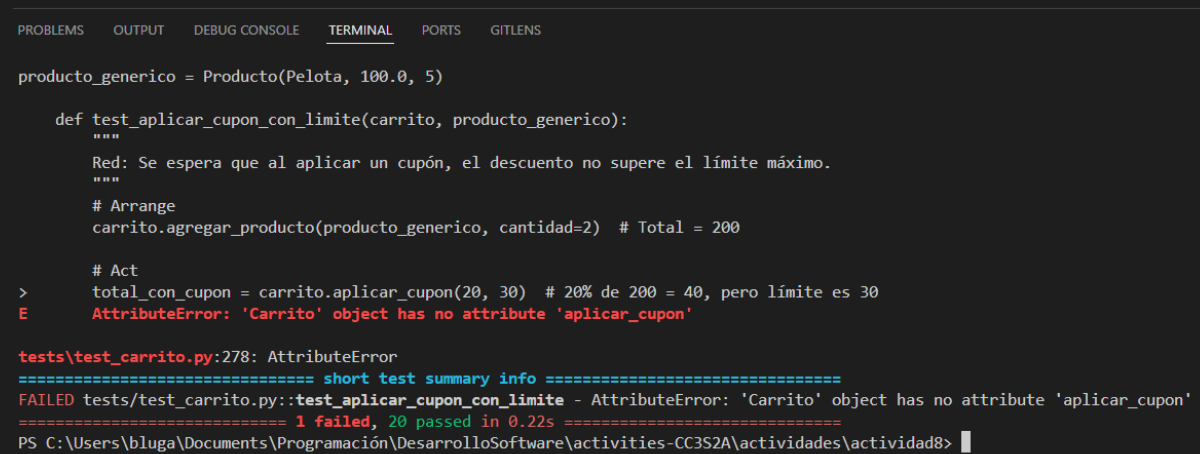 PROBLEMS OUTPUT DEBUG CONSOLE TERMINAL PORTS GITLENS
producto_generico = Producto(Pelota, 100.0, 5)
def test_aplicar_cupon_con_limite(carrito, producto_generico):
"""
Red: Se espera que al aplicar un cupón, el descuento no supere el límite máximo.
"""
# Arrange
carrito.agregar_producto(producto_generico, cantidad=2)  # Total = 200
# Act
> total_con_cupon = carrito.aplicar_cupon(20, 30)  # 20% de 200 = 40, pero límite es 30
E AttributeError: 'Carrito' object has no attribute 'aplicar_cupon'
tests\test_carrito.py:278: AttributeError
================================ short test summary info ================================
FAILED tests/test_carrito.py::test_aplicar_cupon_con_limite - AttributeError: 'Carrito' object has no attribute 'aplicar_cupon'
============================= 1 failed, 20 passed in 0.22s ==============================
PS C:\Users\bluga\Documents\Programación\DesarrolloSoftware\activities-CC3S2A\actividades\actividad8>